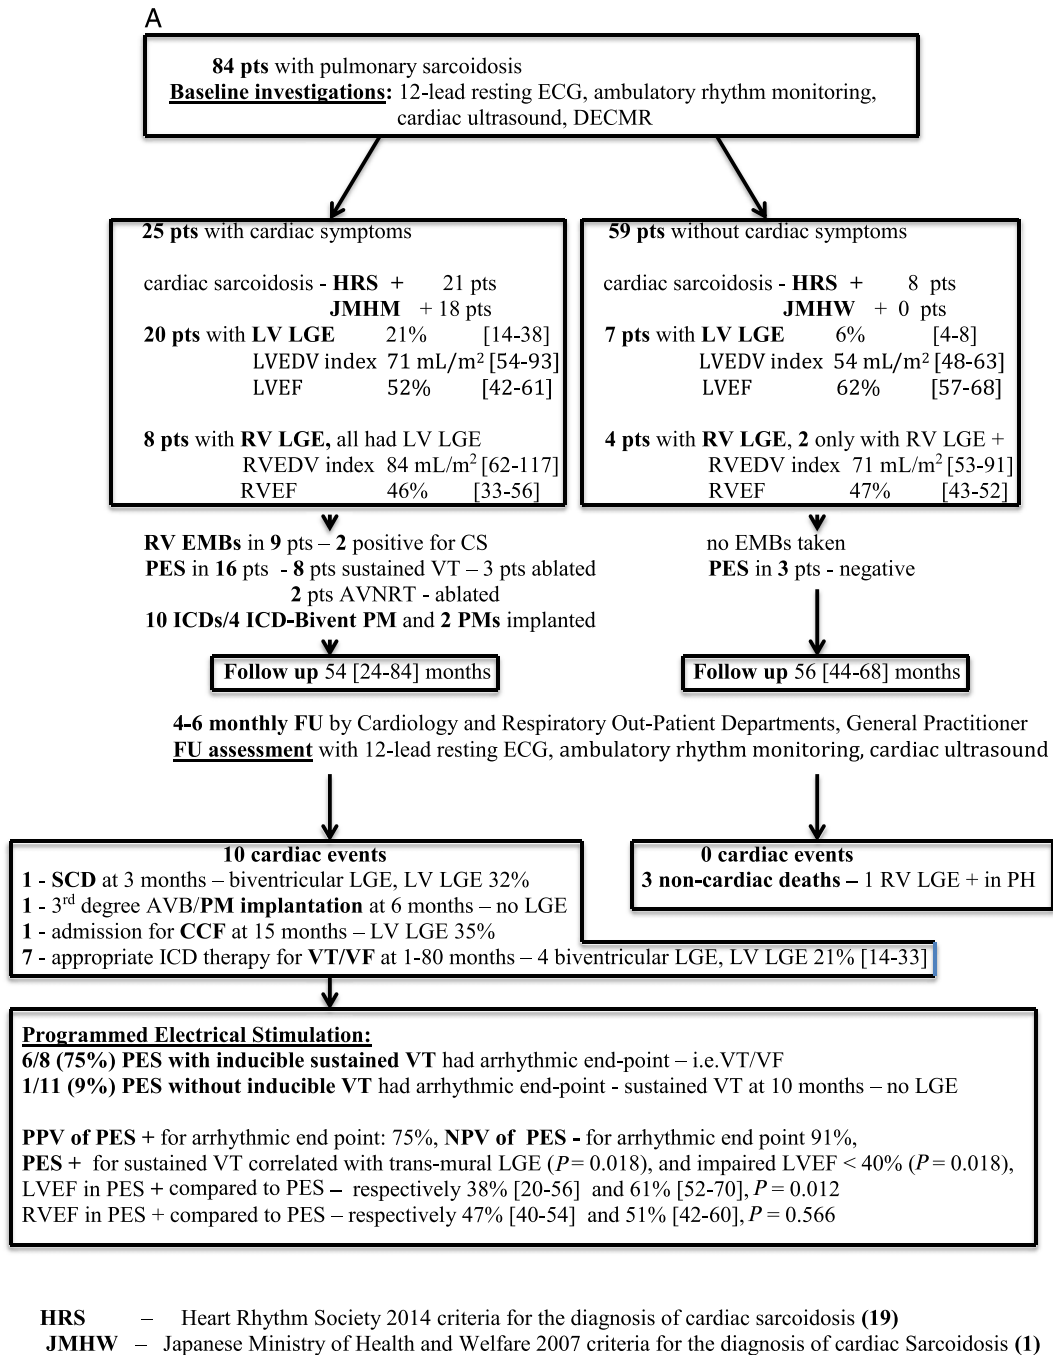 A
84 pts with pulmonary sarcoidosis
Baseline investigations: 12-lead resting ECG, ambulatory rhythm monitoring,
cardiac ultrasound, DECMR
25 pts with cardiac symptoms
cardiac sarcoidosis - HRS + 21 pts
JMHM + 18 pts
20 pts with LV LGE 21% [14-38]
LVEDV index 71 mL/m² [54-93]
LVEF 52% [42-61]
8 pts with RV LGE, all had LV LGE
RVEDV index 84 mL/m² [62-117]
RVEF 46% [33-56]
59 pts without cardiac symptoms
cardiac sarcoidosis - HRS + 8 pts
JMHW + 0 pts
7 pts with LV LGE 6% [4-8]
LVEDV index 54 mL/m² [48-63]
LVEF 62% [57-68]
4 pts with RV LGE, 2 only with RV LGE +
RVEDV index 71 mL/m² [53-91]
RVEF 47% [43-52]
RV EMBs in 9 pts – 2 positive for CS
PES in 16 pts - 8 pts sustained VT – 3 pts ablated
2 pts AVNRT - ablated
10 ICDs/4 ICD-Bivent PM and 2 PMs implanted
no EMBs taken
PES in 3 pts - negative
Follow up 54 [24-84] months
Follow up 56 [44-68] months
4-6 monthly FU by Cardiology and Respiratory Out-Patient Departments, General Practitioner
FU assessment with 12-lead resting ECG, ambulatory rhythm monitoring, cardiac ultrasound
10 cardiac events
1 - SCD at 3 months – biventricular LGE, LV LGE 32%
1 - 3rd degree AVB/PM implantation at 6 months – no LGE
1 - admission for CCF at 15 months – LV LGE 35%
7 - appropriate ICD therapy for VT/VF at 1-80 months – 4 biventricular LGE, LV LGE 21% [14-33]
0 cardiac events
3 non-cardiac deaths – 1 RV LGE + in PH
Programmed Electrical Stimulation:
6/8 (75%) PES with inducible sustained VT had arrhythmic end-point – i.e.VT/VF
1/11 (9%) PES without inducible VT had arrhythmic end-point - sustained VT at 10 months – no LGE
PPV of PES + for arrhythmic end point: 75%, NPV of PES - for arrhythmic end point 91%,
PES + for sustained VT correlated with trans-mural LGE (P = 0.018), and impaired LVEF < 40% (P = 0.018),
LVEF in PES + compared to PES – respectively 38% [20-56] and 61% [52-70], P = 0.012
RVEF in PES + compared to PES – respectively 47% [40-54] and 51% [42-60], P = 0.566
HRS – Heart Rhythm Society 2014 criteria for the diagnosis of cardiac sarcoidosis (19)
JMHW – Japanese Ministry of Health and Welfare 2007 criteria for the diagnosis of cardiac Sarcoidosis (1)